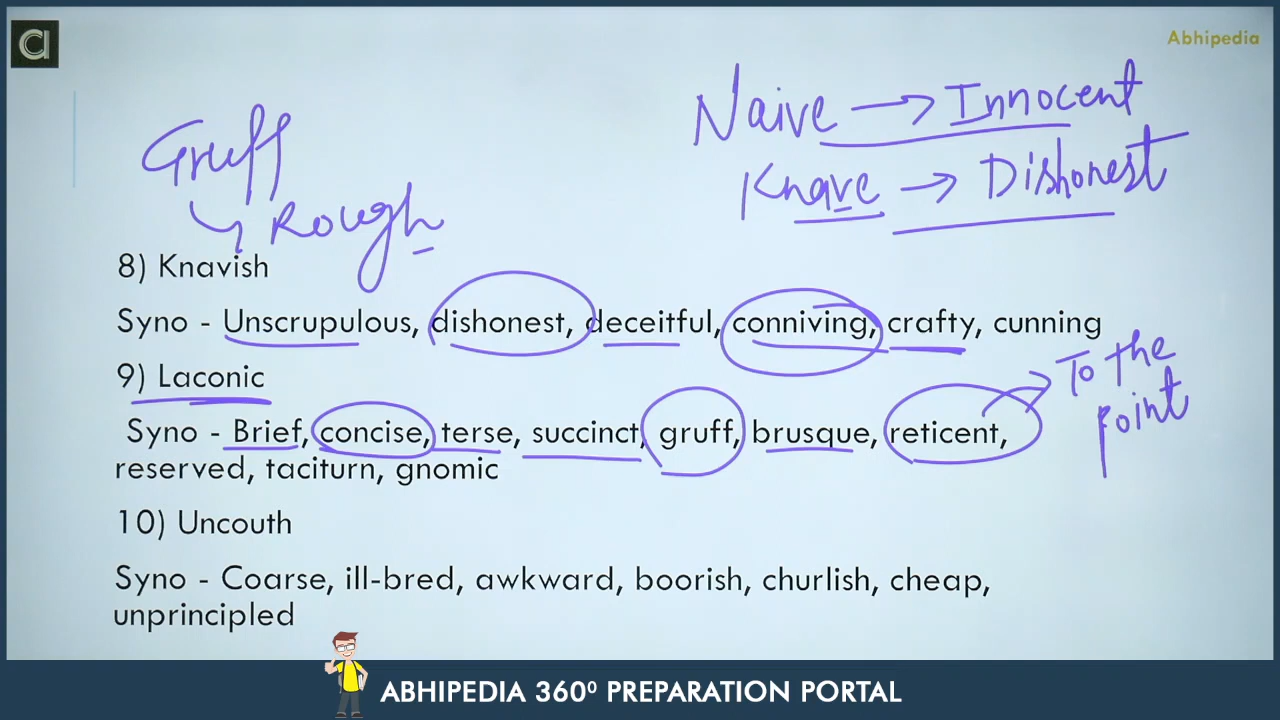 Abhipedia
Naive → Innocent
Gruff
Knave → Dishonest
Rough
8) Knavish
Syno - Unscrupulous, dishonest, deceitful, conniving, crafty, cunning
To the
point
9) Laconic
Syno - Brief, concise, terse, succinct, gruff, brusque, reticent,
reserved, taciturn, gnomic
10) Uncouth
Syno - Coarse, ill-bred, awkward, boorish, churlish, cheap,
unprincipled
ABHIPEDIA 360⁰ PREPARATION PORTAL